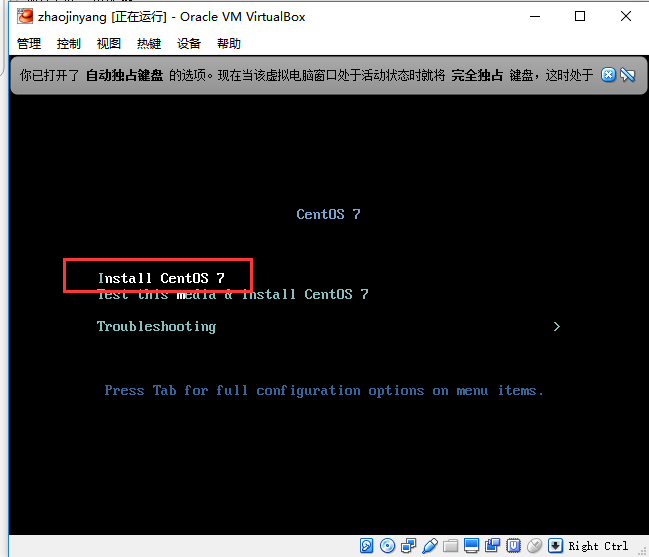 zhaojinyang [正在运行] - Oracle VM VirtualBox
管理 控制 视图 热键 设备 帮助
你已打开了 自动独占键盘 的选项。现在当该虚拟电脑窗口处于活动状态时就将 完全独占 键盘，这时处于
CentOS 7
Install CentOS 7
Test this media & install CentOS 7
Troubleshooting >
Press Tab for full configuration options on menu items.
Right Ctrl